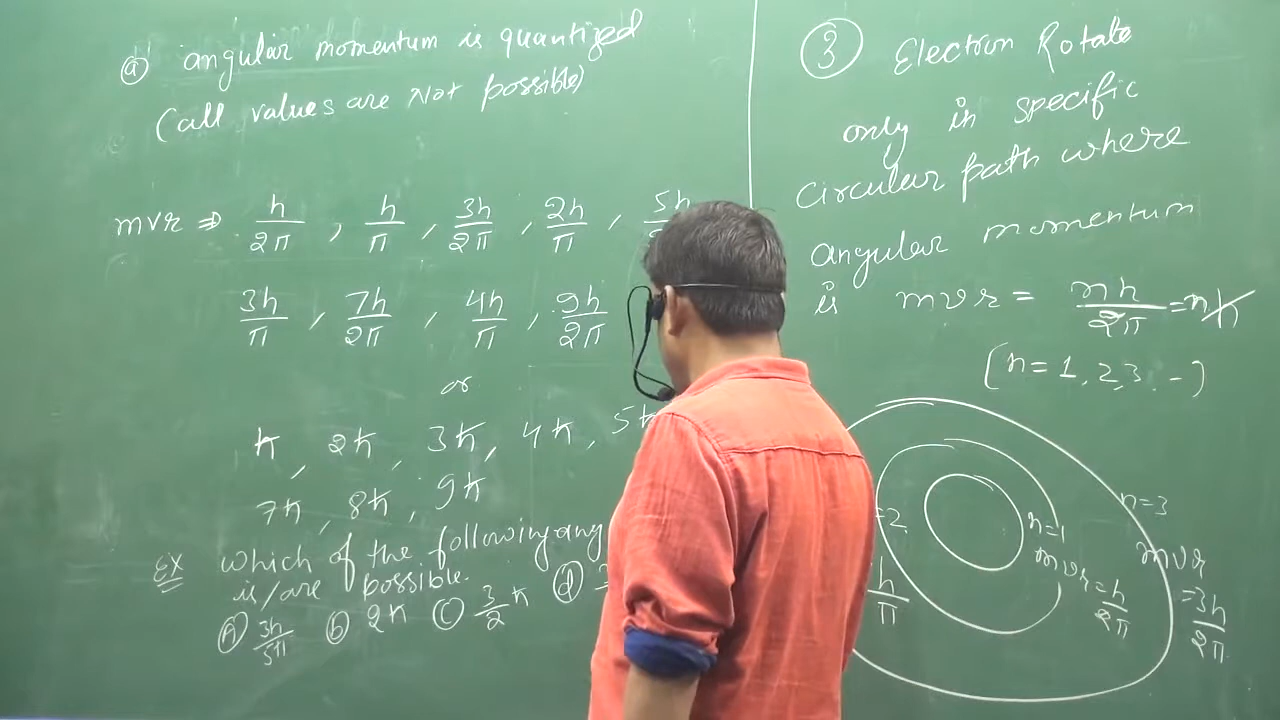 ⓐ angular momentum is quantized
(all values are Not possible)
mvr ⇒ h/2π , h/π , 3h/2π , 2h/π , 5h
3h/π , 7h/2π , 4h/π , 9h/2π
or
ħ , 2ħ , 3ħ , 4ħ , 5ħ
7ħ , 8ħ , 9ħ
Ex which of the following ang
is/are possible.
Ⓐ 3h/5π ⓑ 2ħ ⓒ 3/2 ħ ⓓ
③ Electron Rotate
only in specific
circular path where
angular momentum
is mvr = nh/2π = nħ
(n = 1, 2, 3 . -)
n=3
mvr
= 3h/2π
=2
h/π
n=1
mvr = h/2π